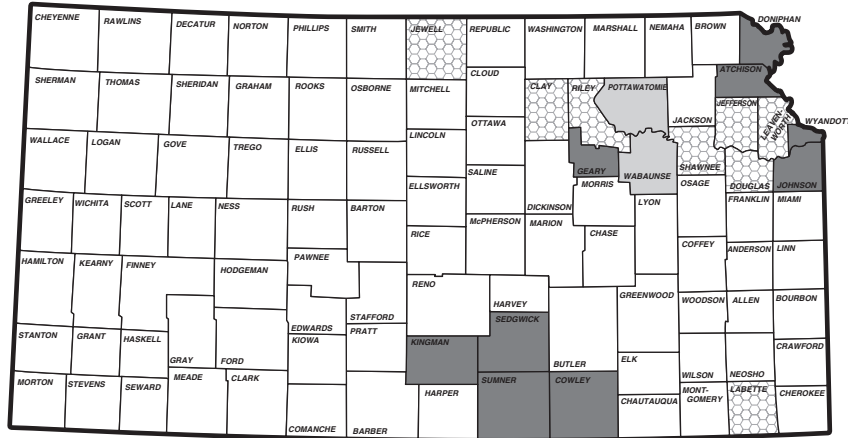 CHEYENNE
RAWLINS
DECATUR
NORTON
PHILLIPS
SMITH
JEWELL
REPUBLIC
WASHINGTON
MARSHALL
NEMAHA
BROWN
DONIPHAN
SHERMAN
THOMAS
SHERIDAN
GRAHAM
ROOKS
OSBORNE
MITCHELL
CLOUD
CLAY
RILEY
POTTAWATOMIE
JACKSON
ATCHISON
JEFFERSON
LEAVEN-
WORTH
WYANDOTT
WALLACE
LOGAN
GOVE
TREGO
ELLIS
RUSSELL
LINCOLN
OTTAWA
SALINE
DICKINSON
GEARY
MORRIS
WABAUNSE
SHAWNEE
OSAGE
DOUGLAS
JOHNSON
GREELEY
WICHITA
SCOTT
LANE
NESS
RUSH
BARTON
ELLSWORTH
RICE
McPHERSON
MARION
CHASE
LYON
COFFEY
FRANKLIN
MIAMI
ANDERSON
LINN
HAMILTON
KEARNY
FINNEY
HODGEMAN
PAWNEE
STAFFORD
RENO
HARVEY
GREENWOOD
WOODSON
ALLEN
BOURBON
STANTON
GRANT
HASKELL
GRAY
FORD
EDWARDS
KIOWA
PRATT
KINGMAN
SEDGWICK
BUTLER
ELK
WILSON
NEOSHO
CRAWFORD
MORTON
STEVENS
SEWARD
MEADE
CLARK
COMANCHE
BARBER
HARPER
SUMNER
COWLEY
CHAUTAUQUA
MONT-
GOMERY
LABETTE
CHEROKEE